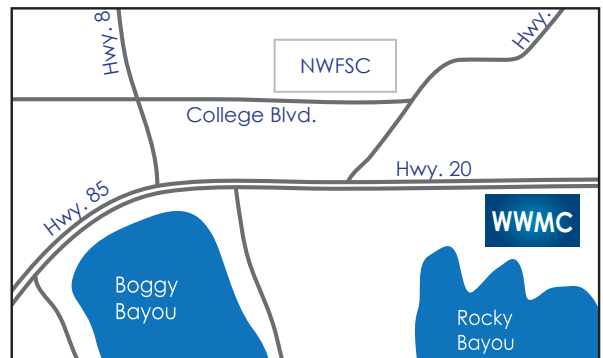 Hwy. 8
Hwy.
NWFSC
College Blvd.
Hwy. 20
Hwy. 85
WWMC
Boggy
Bayou
Rocky
Bayou